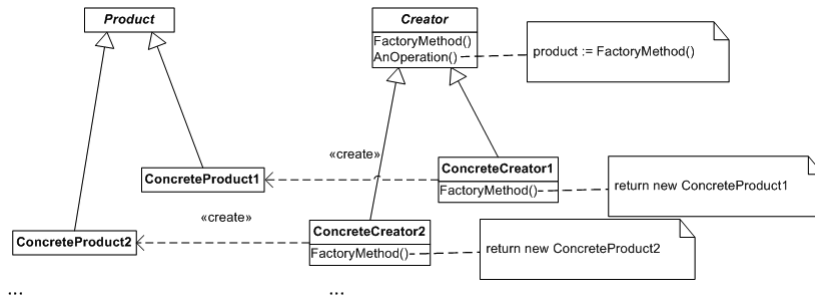 Product
Creator
FactoryMethod()
AnOperation()
product := FactoryMethod()
«create»
ConcreteProduct1
ConcreteCreator1
FactoryMethod()
return new ConcreteProduct1
«create»
ConcreteProduct2
ConcreteCreator2
FactoryMethod()
return new ConcreteProduct2
...
...